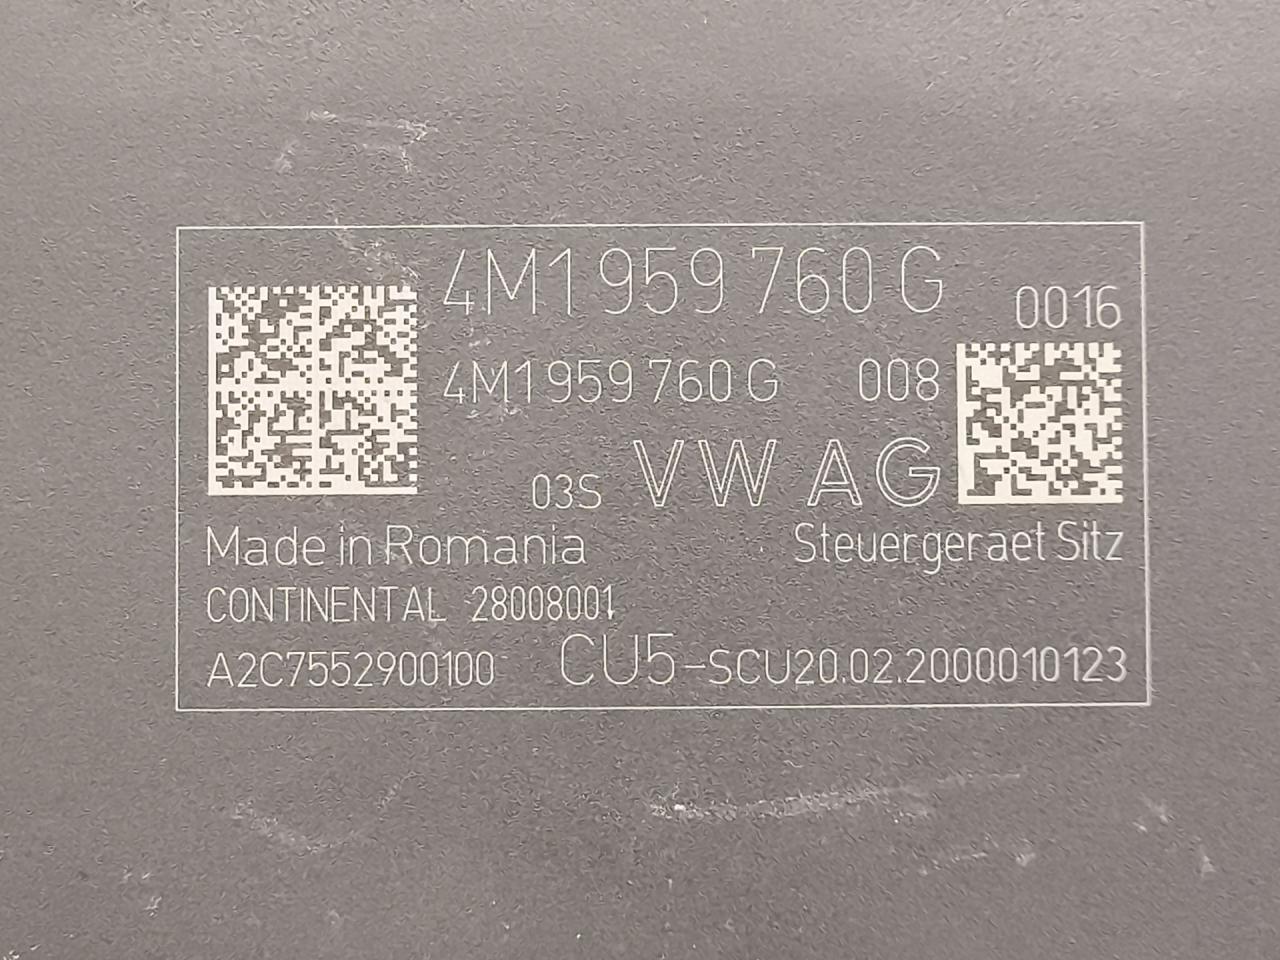 4M1 959 760 G
0016
4M1 959 760 G 008
03S VW AG
Made in Romania Steuergeraet Sitz
CONTINENTAL 28008001
A2C7552900100 CU5-SCU20.02.2000010123